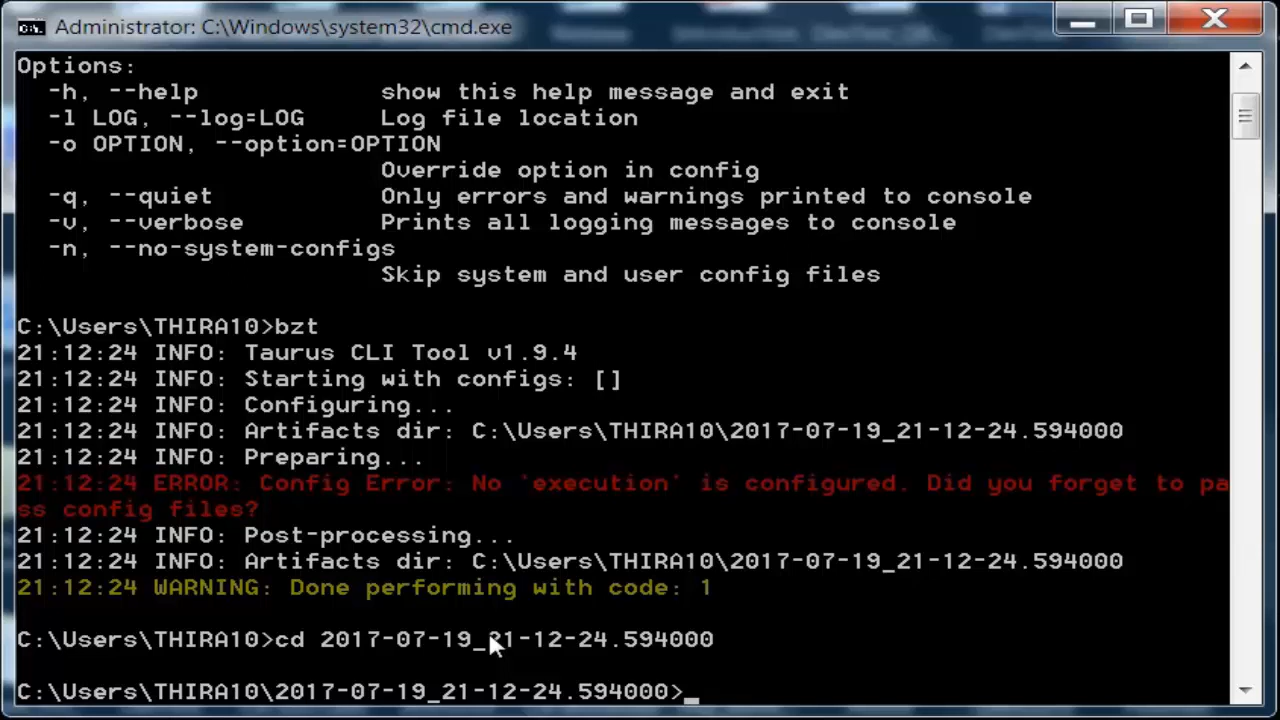 Administrator: C:\Windows\system32\cmd.exe
Options:
-h, --help show this help message and exit
-l LOG, --log=LOG Log file location
-o OPTION, --option=OPTION
Override option in config
-q, --quiet Only errors and warnings printed to console
-v, --verbose Prints all logging messages to console
-n, --no-system-configs
Skip system and user config files
C:\Users\THIRA10>bzt
21:12:24 INFO: Taurus CLI Tool v1.9.4
21:12:24 INFO: Starting with configs: []
21:12:24 INFO: Configuring...
21:12:24 INFO: Artifacts dir: C:\Users\THIRA10\2017-07-19_21-12-24.594000
21:12:24 INFO: Preparing...
21:12:24 ERROR: Config Error: No 'execution' is configured. Did you forget to pa
ss config files?
21:12:24 INFO: Post-processing...
21:12:24 INFO: Artifacts dir: C:\Users\THIRA10\2017-07-19_21-12-24.594000
21:12:24 WARNING: Done performing with code: 1
C:\Users\THIRA10>cd 2017-07-19_21-12-24.594000
C:\Users\THIRA10\2017-07-19_21-12-24.594000>_